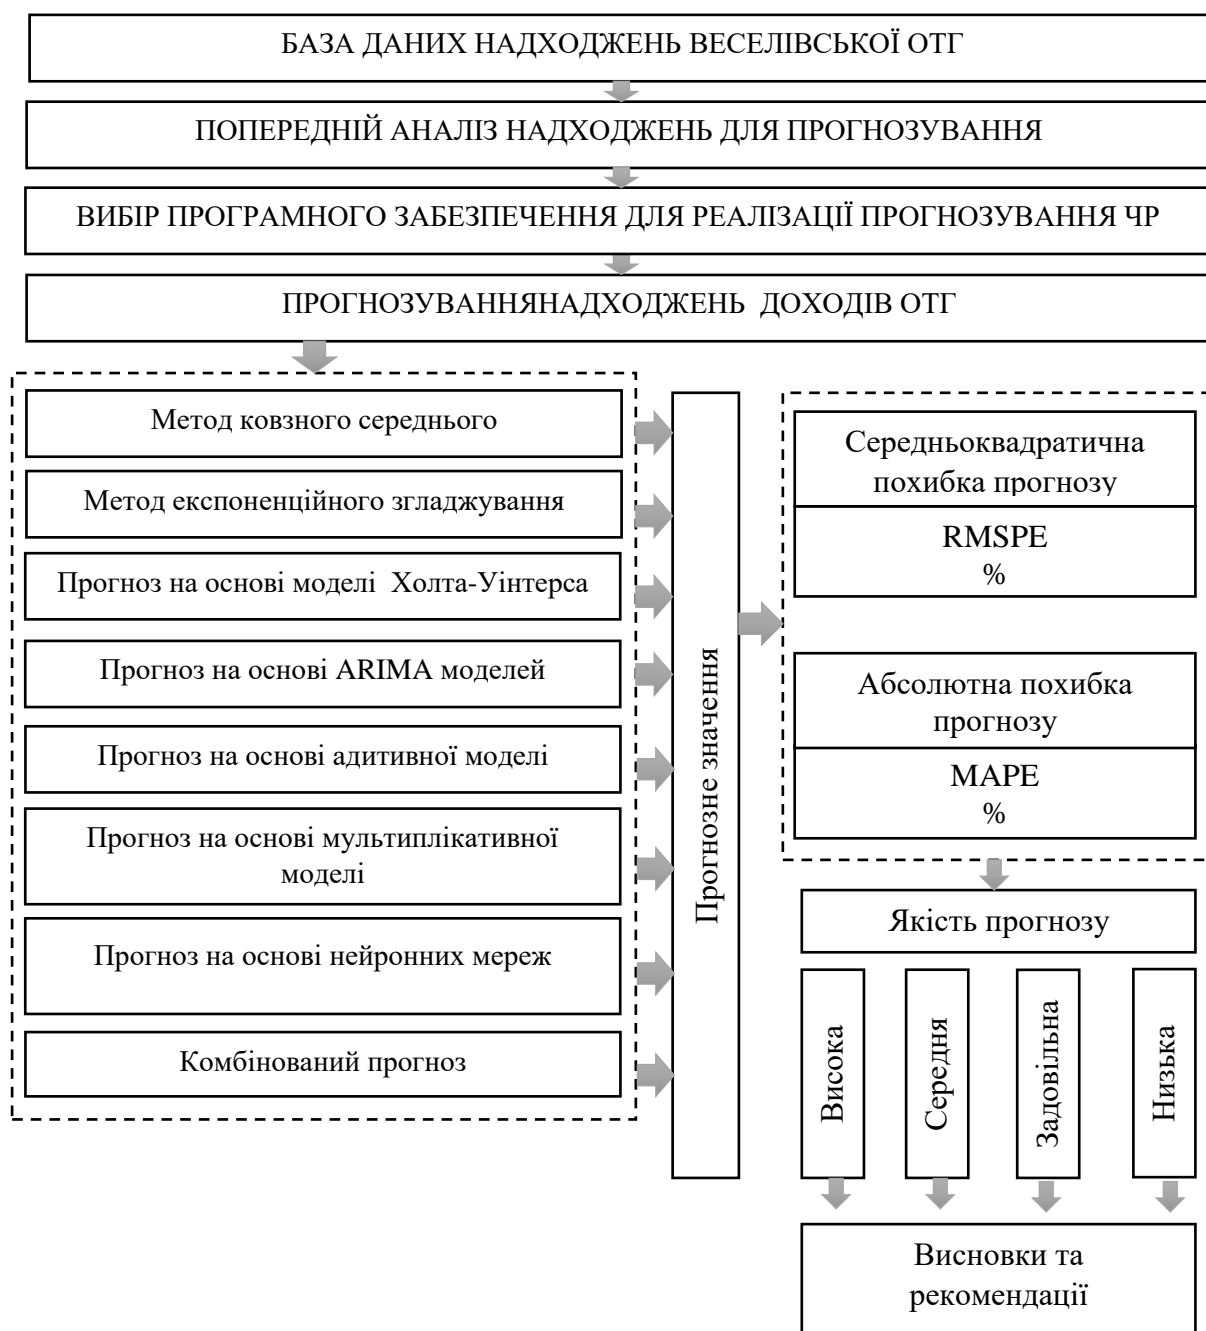 БАЗА ДАНИХ НАДХОДЖЕНЬ ВЕСЕЛІВСЬКОЇ ОТГ
ПОПЕРЕДНІЙ АНАЛІЗ НАДХОДЖЕНЬ ДЛЯ ПРОГНОЗУВАННЯ
ВИБІР ПРОГРАМНОГО ЗАБЕЗПЕЧЕННЯ ДЛЯ РЕАЛІЗАЦІЇ ПРОГНОЗУВАННЯ ЧР
ПРОГНОЗУВАННЯНАДХОДЖЕНЬ ДОХОДІВ ОТГ
Метод ковзного середнього
Метод експоненційного згладжування
Прогноз на основі моделі Холта-Уінтерса
Прогноз на основі ARIMA моделей
Прогноз на основі адитивної моделі
Прогноз на основі мультиплікативної
моделі
Прогноз на основі нейронних мереж
Комбінований прогноз
Прогнозне значення
Середньоквадратична
похибка прогнозу
RMSPE
%
Абсолютна похибка
прогнозу
MAPE
%
Якість прогнозу
Висока
Середня
Задовільна
Низька
Висновки та
рекомендації